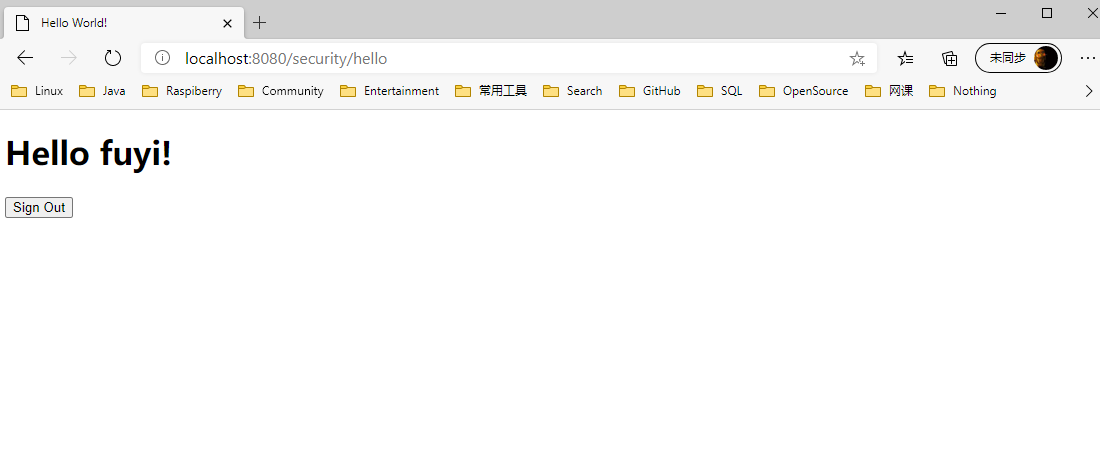 Hello World!
localhost:8080/security/hello
未同步
Linux Java Raspiberry Community Entertainment 常用工具 Search GitHub SQL OpenSource 网课 Nothing
Hello fuyi!
Sign Out